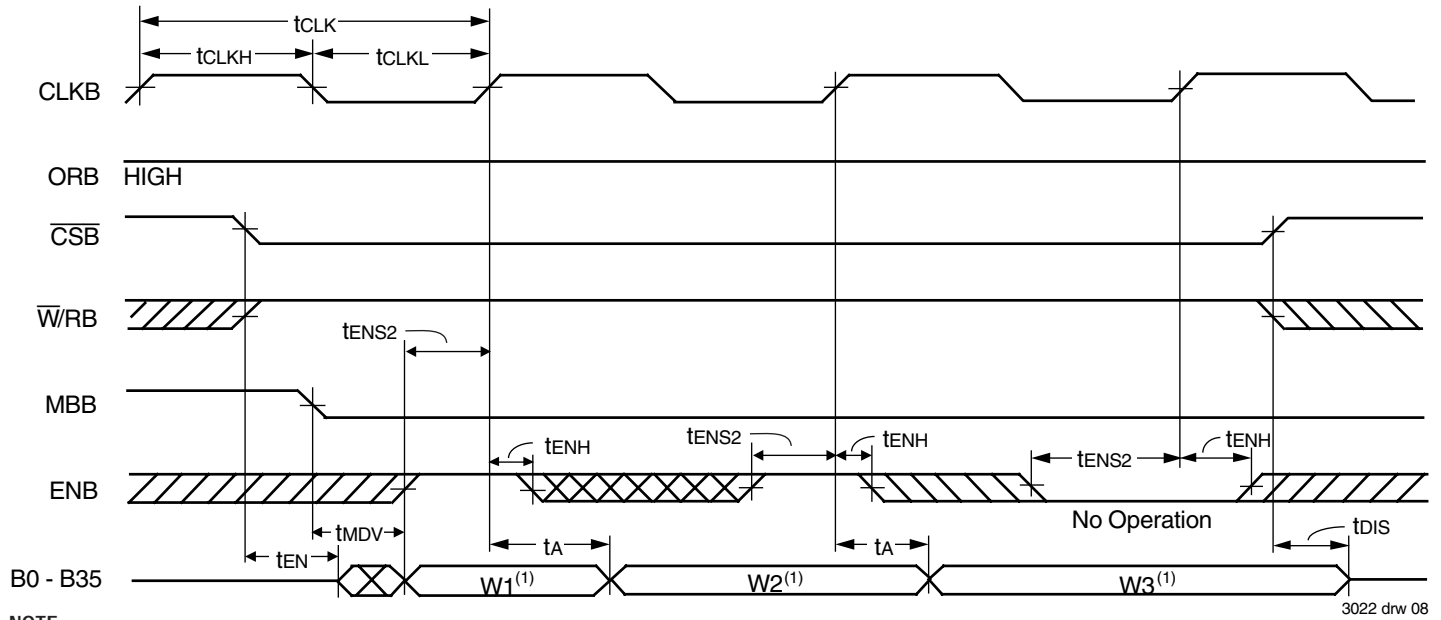 tCLK
tCLKH
tCLKL
CLKB
ORB HIGH
CSB
W/RB
tENS2
MBB
tENH
tENS2
tENH
tENS2
tENH
ENB
No Operation
tMDV
tEN
tA
tA
tDIS
B0 - B35
W1(1)
W2(1)
W3(1)
3022 drw 08
NOTE